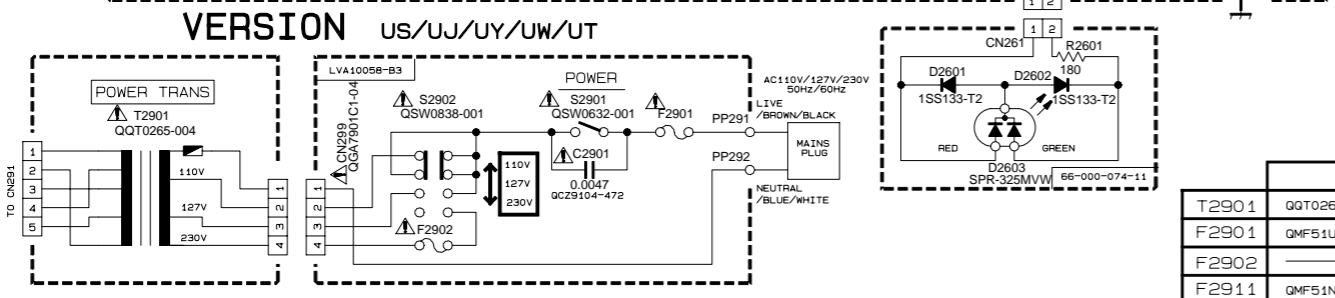 1 2
VERSION US/UJ/UY/UW/UT
1 2
CN261
R2601
180
D2601
1SS133-T2
D2602
1SS133-T2
RED
GREEN
D2603
SPR-325MVW
66-000-074-11
POWER TRANS
T2901
QQT0265-004
TO CN291
1
2
3
4
5
110V
127V
230V
1
2
3
4
LVA10058-B3
CN299
QGA7901C1-04
1
2
3
4
S2902
QSW0838-001
POWER
S2901
QSW0632-001
F2901
C2901
0.0047
QCZ9104-472
110V
127V
230V
F2902
PP291
PP292
AC110V/127V/230V
50Hz/60Hz
LIVE
/BROWN/BLACK
MAINS
PLUG
NEUTRAL
/BLUE/WHITE
T2901 QQT026
F2901 QMF51U
F2902
F2911 QMF51N